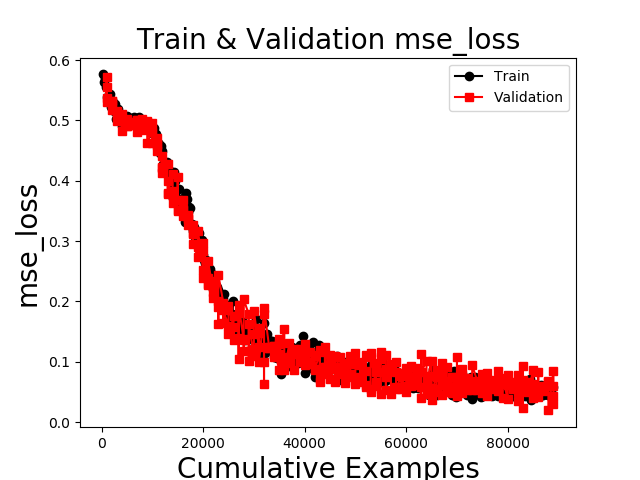 Train & Validation mse_loss
Train
Validation
mse_loss
0.6
0.5
0.4
0.3
0.2
0.1
0.0
0
20000
40000
60000
80000
Cumulative Examples